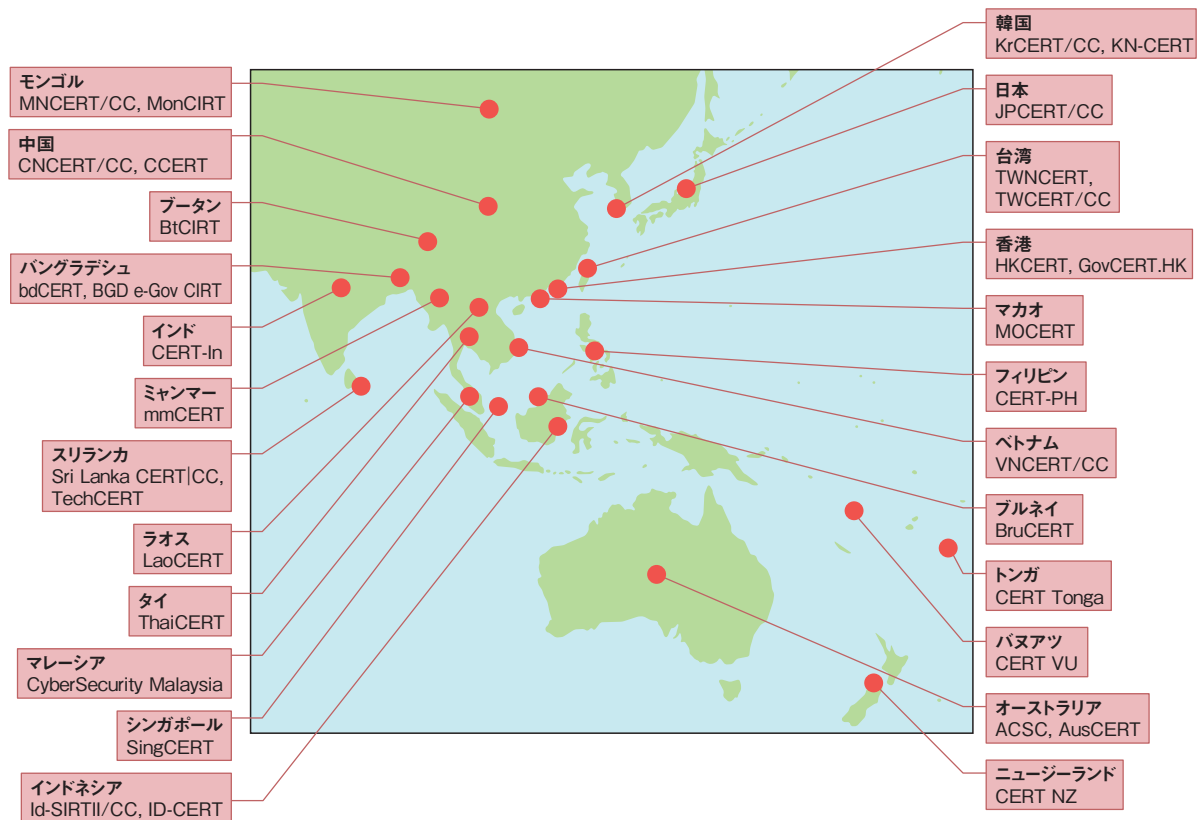 モンゴル
MNCERT/CC, MonCIRT
中国
CNCERT/CC, CCERT
ブータン
BtCIRT
バングラデシュ
bdCERT, BGD e-Gov CIRT
インド
CERT-In
ミャンマー
mmCERT
スリランカ
Sri Lanka CERT|CC,
TechCERT
ラオス
LaoCERT
タイ
ThaiCERT
マレーシア
CyberSecurity Malaysia
シンガポール
SingCERT
インドネシア
Id-SIRTII/CC, ID-CERT
韓国
KrCERT/CC, KN-CERT
日本
JPCERT/CC
台湾
TWNCERT,
TWCERT/CC
香港
HKCERT, GovCERT.HK
マカオ
MOCERT
フィリピン
CERT-PH
ベトナム
VNCERT/CC
ブルネイ
BruCERT
トンガ
CERT Tonga
バヌアツ
CERT VU
オーストラリア
ACSC, AusCERT
ニュージーランド
CERT NZ